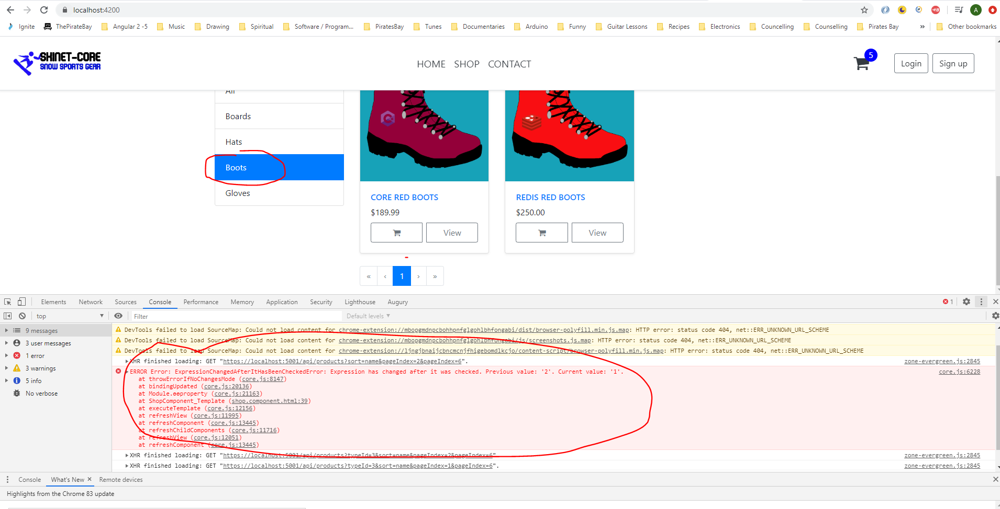 localhost:4200
A
Ignite ThePirateBay Angular 2 -5 Music Drawing Spiritual Software / Program... PiratesBay Tunes Documentaries Arduino Funny Guitar Lessons Recipes Electronics Councelling Counselling Pirates Bay » Other bookmarks
SHINET-CORE
SNOW SPORTS GEAR
HOME SHOP CONTACT
5
Login Sign up
All
Boards
Hats
Boots
Gloves
CORE RED BOOTS
$189.99
View
REDIS RED BOOTS
$250.00
View
« ‹ 1 › »
Elements Network Sources Console Performance Memory Application Security Lighthouse Augury 1
top Filter Default levels ▼
9 messages
3 user messages
1 error
3 warnings
5 info
No verbose
DevTools failed to load SourceMap: Could not load content for chrome-extension://mbopgmdnpcbohhpnfglgohlbhfongabi/dist/browser-polyfill.min.js.map: HTTP error: status code 404, net::ERR_UNKNOWN_URL_SCHEME
DevTools failed to load SourceMap: Could not load content for chrome-extension://mbopgmdnpcbohhpnfglgohlbhfongabi/js/screenshots.js.map: HTTP error: status code 404, net::ERR_UNKNOWN_URL_SCHEME
DevTools failed to load SourceMap: Could not load content for chrome-extension://ljngjbnaijcbncmcnjfhigebomdlkcjo/content-script/browser-polyfill.min.js.map: HTTP error: status code 404, net::ERR_UNKNOWN_URL_SCHEME
XHR finished loading: GET "https://localhost:5001/api/products?sort=name&pageIndex=2&pageIndex=6". zone-evergreen.js:2845
ERROR Error: ExpressionChangedAfterItHasBeenCheckedError: Expression has changed after it was checked. Previous value: '2'. Current value: '1'. core.js:6228
at throwErrorIfNoChangesMode (core.js:8147)
at bindingUpdated (core.js:20136)
at Module.ɵɵproperty (core.js:21163)
at ShopComponent_Template (shop.component.html:39)
at executeTemplate (core.js:12156)
at refreshView (core.js:11995)
at refreshComponent (core.js:13445)
at refreshChildComponents (core.js:11716)
at refreshView (core.js:12051)
at refreshComponent (core.js:13445)
XHR finished loading: GET "https://localhost:5001/api/products?typeId=3&sort=name&pageIndex=2&pageIndex=6". zone-evergreen.js:2845
XHR finished loading: GET "https://localhost:5001/api/products?typeId=3&sort=name&pageIndex=1&pageIndex=6". zone-evergreen.js:2845
Console What's New × Remote devices
Highlights from the Chrome 83 update